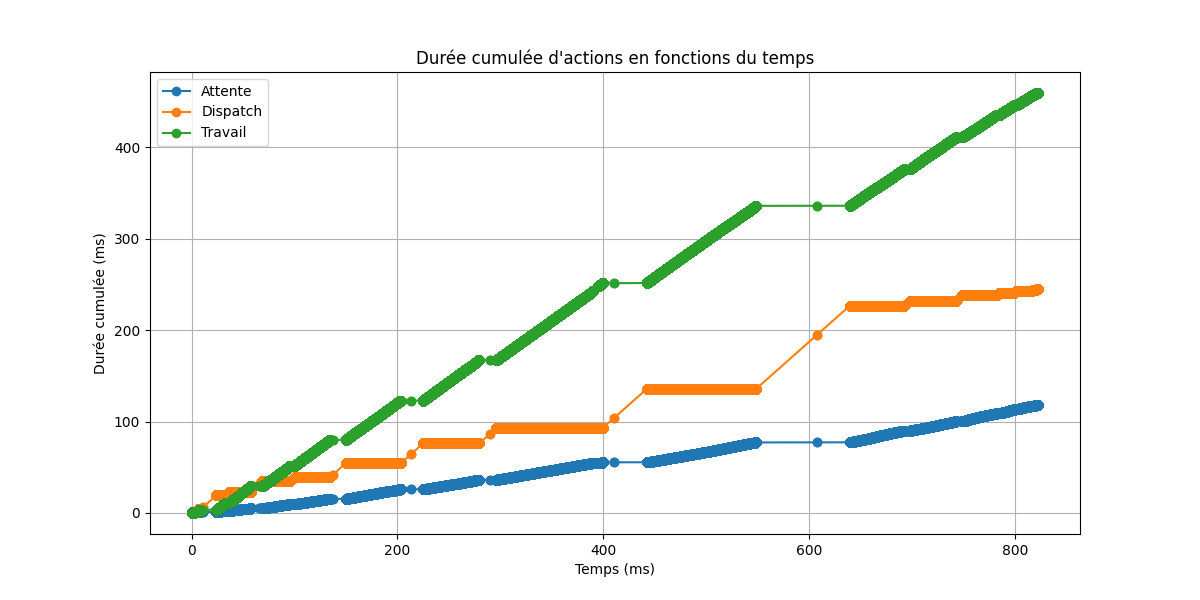 Durée cumulée d'actions en fonctions du temps
Attente
Dispatch
Travail
Durée cumulée (ms)
400
300
200
100
0
0 200 400 600 800
Temps (ms)